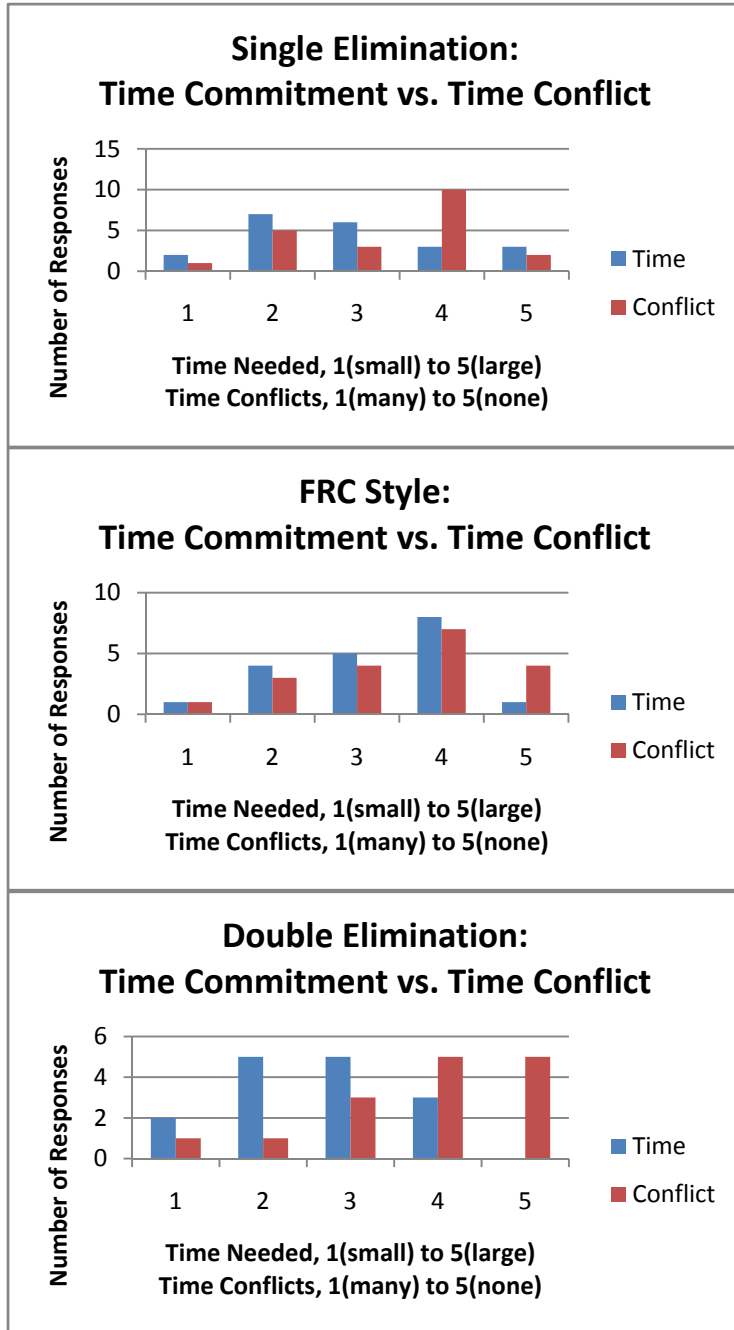 Single Elimination:
Time Commitment vs. Time Conflict
Number of Responses
15
10
5
0
1 2 3 4 5
Time Needed, 1(small) to 5(large)
Time Conflicts, 1(many) to 5(none)
Time
Conflict
FRC Style:
Time Commitment vs. Time Conflict
Number of Responses
10
5
0
1 2 3 4 5
Time Needed, 1(small) to 5(large)
Time Conflicts, 1(many) to 5(none)
Time
Conflict
Double Elimination:
Time Commitment vs. Time Conflict
Number of Responses
6
4
2
0
1 2 3 4 5
Time Needed, 1(small) to 5(large)
Time Conflicts, 1(many) to 5(none)
Time
Conflict